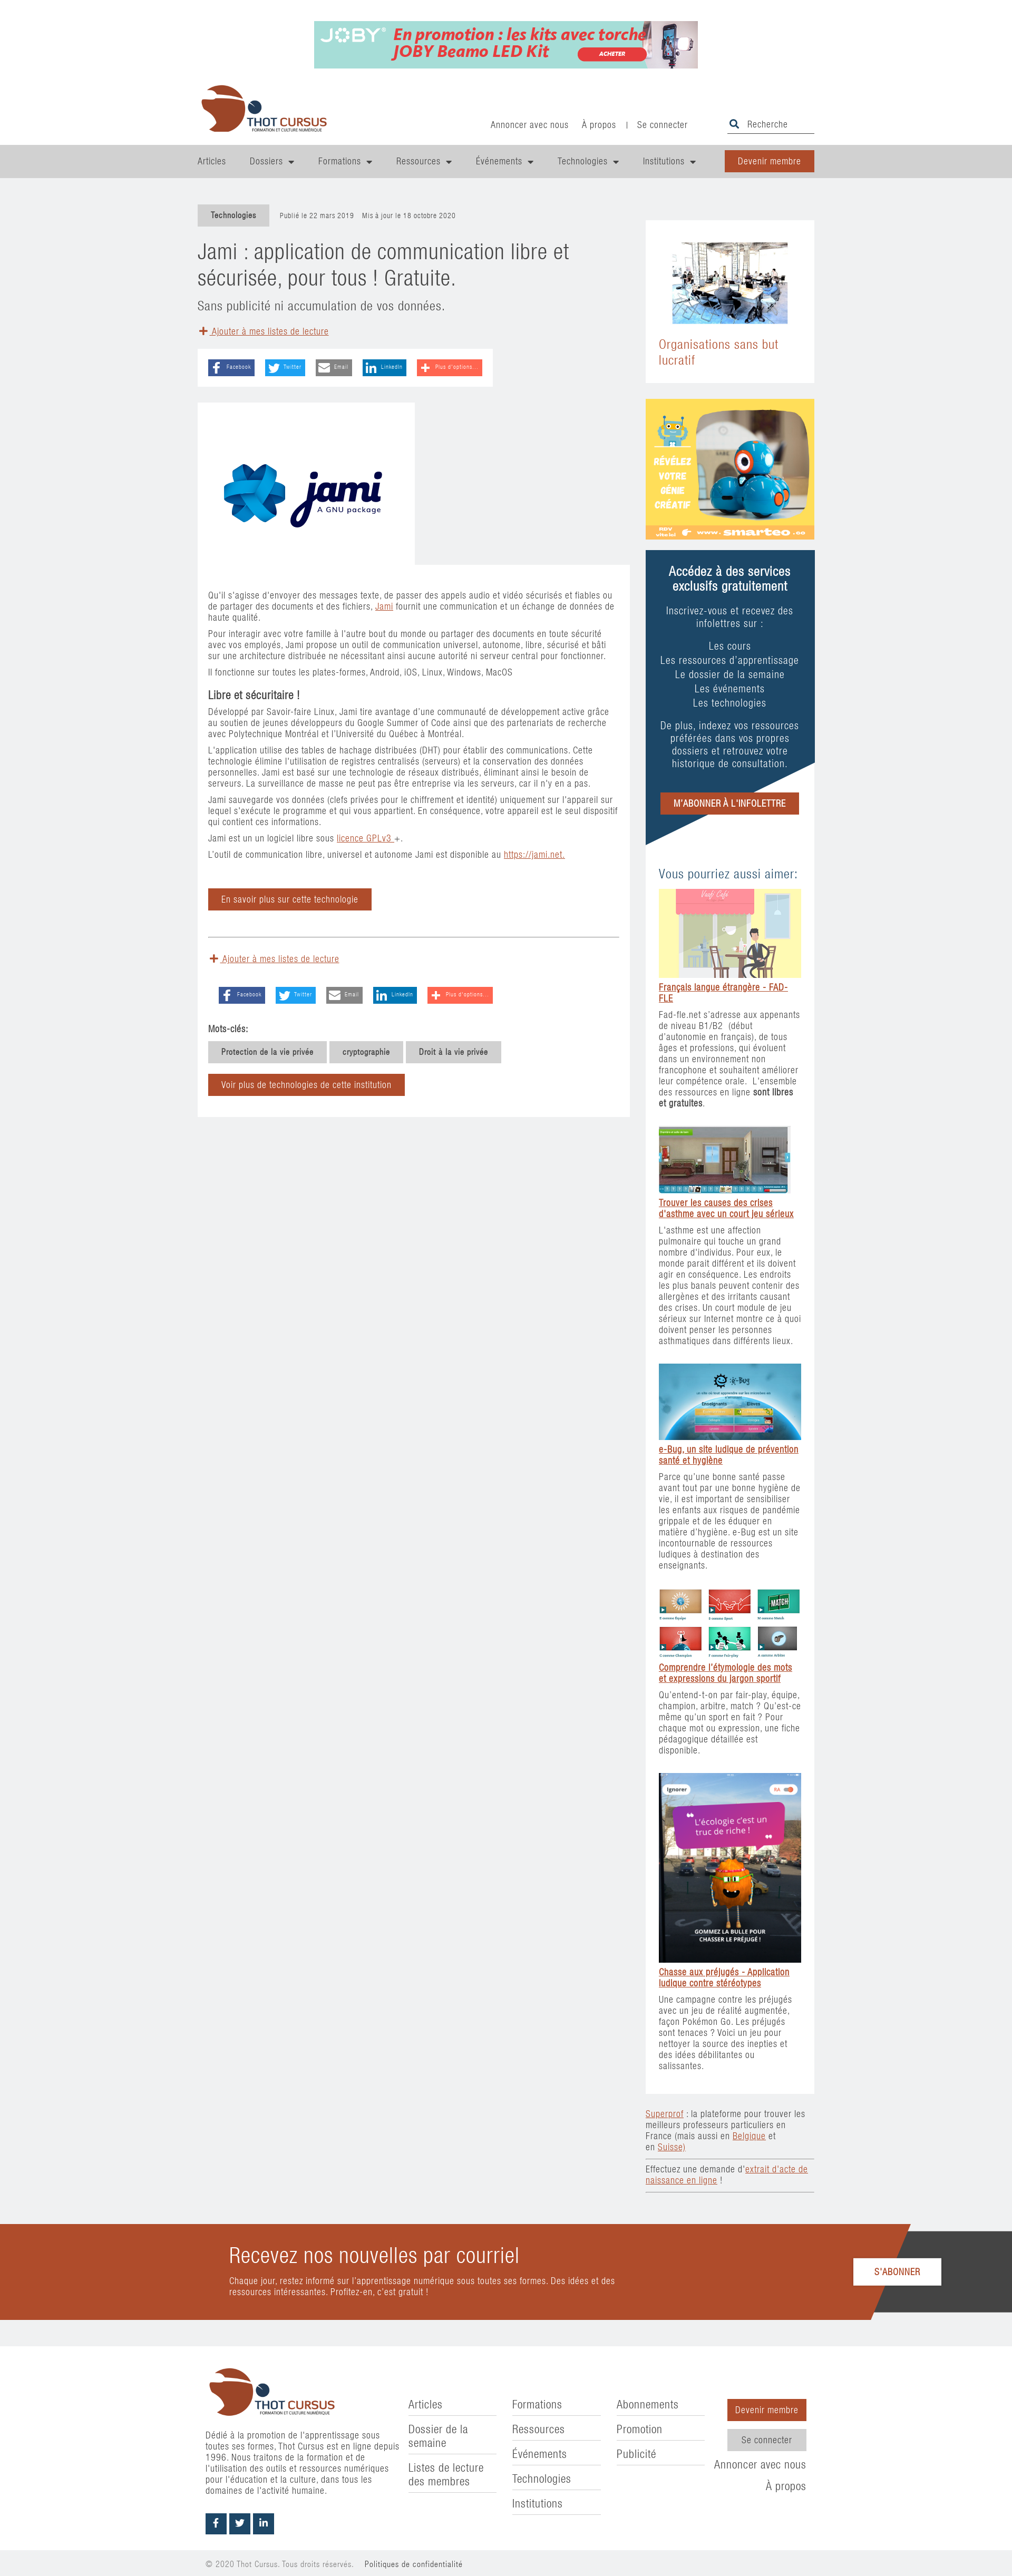 JOBY
En promotion : les kits avec torche
JOBY Beamo LED Kit
ACHETER
THOT CURSUS
FORMATION ET CULTURE NUMÉRIQUE
Annoncer avec nous À propos | Se connecter Recherche
Articles Dossiers Formations Ressources Événements Technologies Institutions Devenir membre
Technologies Publié le 22 mars 2019 Mis à jour le 18 octobre 2020
Jami : application de communication libre et
sécurisée, pour tous ! Gratuite.
Sans publicité ni accumulation de vos données.
Ajouter à mes listes de lecture
Facebook Twitter Email LinkedIn Plus d'options...
jami
A GNU package
Qu'il s'agisse d'envoyer des messages texte, de passer des appels audio et vidéo sécurisés et fiables ou
de partager des documents et des fichiers, Jami fournit une communication et un échange de données de
haute qualité.
Pour interagir avec votre famille à l'autre bout du monde ou partager des documents en toute sécurité
avec vos employés, Jami propose un outil de communication universel, autonome, libre, sécurisé et bâti
sur une architecture distribuée ne nécessitant ainsi aucune autorité ni serveur central pour fonctionner.
Il fonctionne sur toutes les plates-formes, Android, iOS, Linux, Windows, MacOS
Libre et sécuritaire !
Développé par Savoir-faire Linux, Jami tire avantage d'une communauté de développement active grâce
au soutien de jeunes développeurs du Google Summer of Code ainsi que des partenariats de recherche
avec Polytechnique Montréal et l'Université du Québec à Montréal.
L'application utilise des tables de hachage distribuées (DHT) pour établir des communications. Cette
technologie élimine l'utilisation de registres centralisés (serveurs) et la conservation des données
personnelles. Jami est basé sur une technologie de réseaux distribués, éliminant ainsi le besoin de
serveurs. La surveillance de masse ne peut pas être entreprise via les serveurs, car il n'y en a pas.
Jami sauvegarde vos données (clefs privées pour le chiffrement et identité) uniquement sur l'appareil sur
lequel s'exécute le programme et qui vous appartient. En conséquence, votre appareil est le seul dispositif
qui contient ces informations.
Jami est un un logiciel libre sous licence GPLv3 +.
L'outil de communication libre, universel et autonome Jami est disponible au https://jami.net.
En savoir plus sur cette technologie
Ajouter à mes listes de lecture
Facebook Twitter Email LinkedIn Plus d'options...
Mots-clés:
Protection de la vie privée cryptographie Droit à la vie privée
Voir plus de technologies de cette institution
Organisations sans but
lucratif
RÉVÉLEZ
VOTRE
GÉNIE
CRÉATIF
www.smartec.ca
Accédez à des services
exclusifs gratuitement
Inscrivez-vous et recevez des
infolettres sur :
Les cours
Les ressources d'apprentissage
Le dossier de la semaine
Les événements
Les technologies
De plus, indexez vos ressources
préférées dans vos propres
dossiers et retrouvez votre
historique de consultation.
M'ABONNER À L'INFOLETTRE
Vous pourriez aussi aimer:
Français langue étrangère - FAD-
FLE
Fad-fle.net s'adresse aux appenants
de niveau B1/B2 (début
d'autonomie en français), de tous
âges et professions, qui évoluent
dans un environnement non
francophone et souhaitent améliorer
leur compétence orale. L'ensemble
des ressources en ligne sont libres
et gratuites.
Trouver les causes des crises
d'asthme avec un court jeu sérieux
L'asthme est une affection
pulmonaire qui touche un grand
nombre d'individus. Pour eux, le
monde parait différent et ils doivent
agir en conséquence. Les endroits
les plus banals peuvent contenir des
allergènes et des irritants causant
des crises. Un court module de jeu
sérieux sur Internet montre ce à quoi
doivent penser les personnes
asthmatiques dans différents lieux.
e-Bug
e-Bug, un site ludique de prévention
santé et hygiène
Parce qu'une bonne santé passe
avant tout par une bonne hygiène de
vie, il est important de sensibiliser
les enfants aux risques de pandémie
grippale et de les éduquer en
matière d'hygiène. e-Bug est un site
incontournable de ressources
ludiques à destination des
enseignants.
MATCH
Comprendre l'étymologie des mots
et expressions du jargon sportif
Qu'entend-t-on par fair-play, équipe,
champion, arbitre, match ? Qu'est-ce
même qu'un sport en fait ? Pour
chaque mot ou expression, une fiche
pédagogique détaillée est
disponible.
Ignorer RA
L'écologie c'est un
truc de riche !
GOMMEZ LA BULLE POUR
CHASSER LE PRÉJUGÉ !
Chasse aux préjugés - Application
ludique contre stéréotypes
Une campagne contre les préjugés
avec un jeu de réalité augmentée,
façon Pokémon Go. Les préjugés
sont tenaces ? Voici un jeu pour
nettoyer la source des inepties et
des idées débilitantes ou
salissantes.
Superprof : la plateforme pour trouver les
meilleurs professeurs particuliers en
France (mais aussi en Belgique et
en Suisse)
Effectuez une demande d'extrait d'acte de
naissance en ligne !
Recevez nos nouvelles par courriel
Chaque jour, restez informé sur l'apprentissage numérique sous toutes ses formes. Des idées et des
ressources intéressantes. Profitez-en, c'est gratuit !
S'ABONNER
THOT CURSUS
FORMATION ET CULTURE NUMÉRIQUE
Dédié à la promotion de l'apprentissage sous
toutes ses formes, Thot Cursus est en ligne depuis
1996. Nous traitons de la formation et de
l'utilisation des outils et ressources numériques
pour l'éducation et la culture, dans tous les
domaines de l'activité humaine.
Articles
Dossier de la
semaine
Listes de lecture
des membres
Formations
Ressources
Événements
Technologies
Institutions
Abonnements
Promotion
Publicité
Devenir membre
Se connecter
Annoncer avec nous
À propos
© 2020 Thot Cursus. Tous droits réservés. Politiques de confidentialité